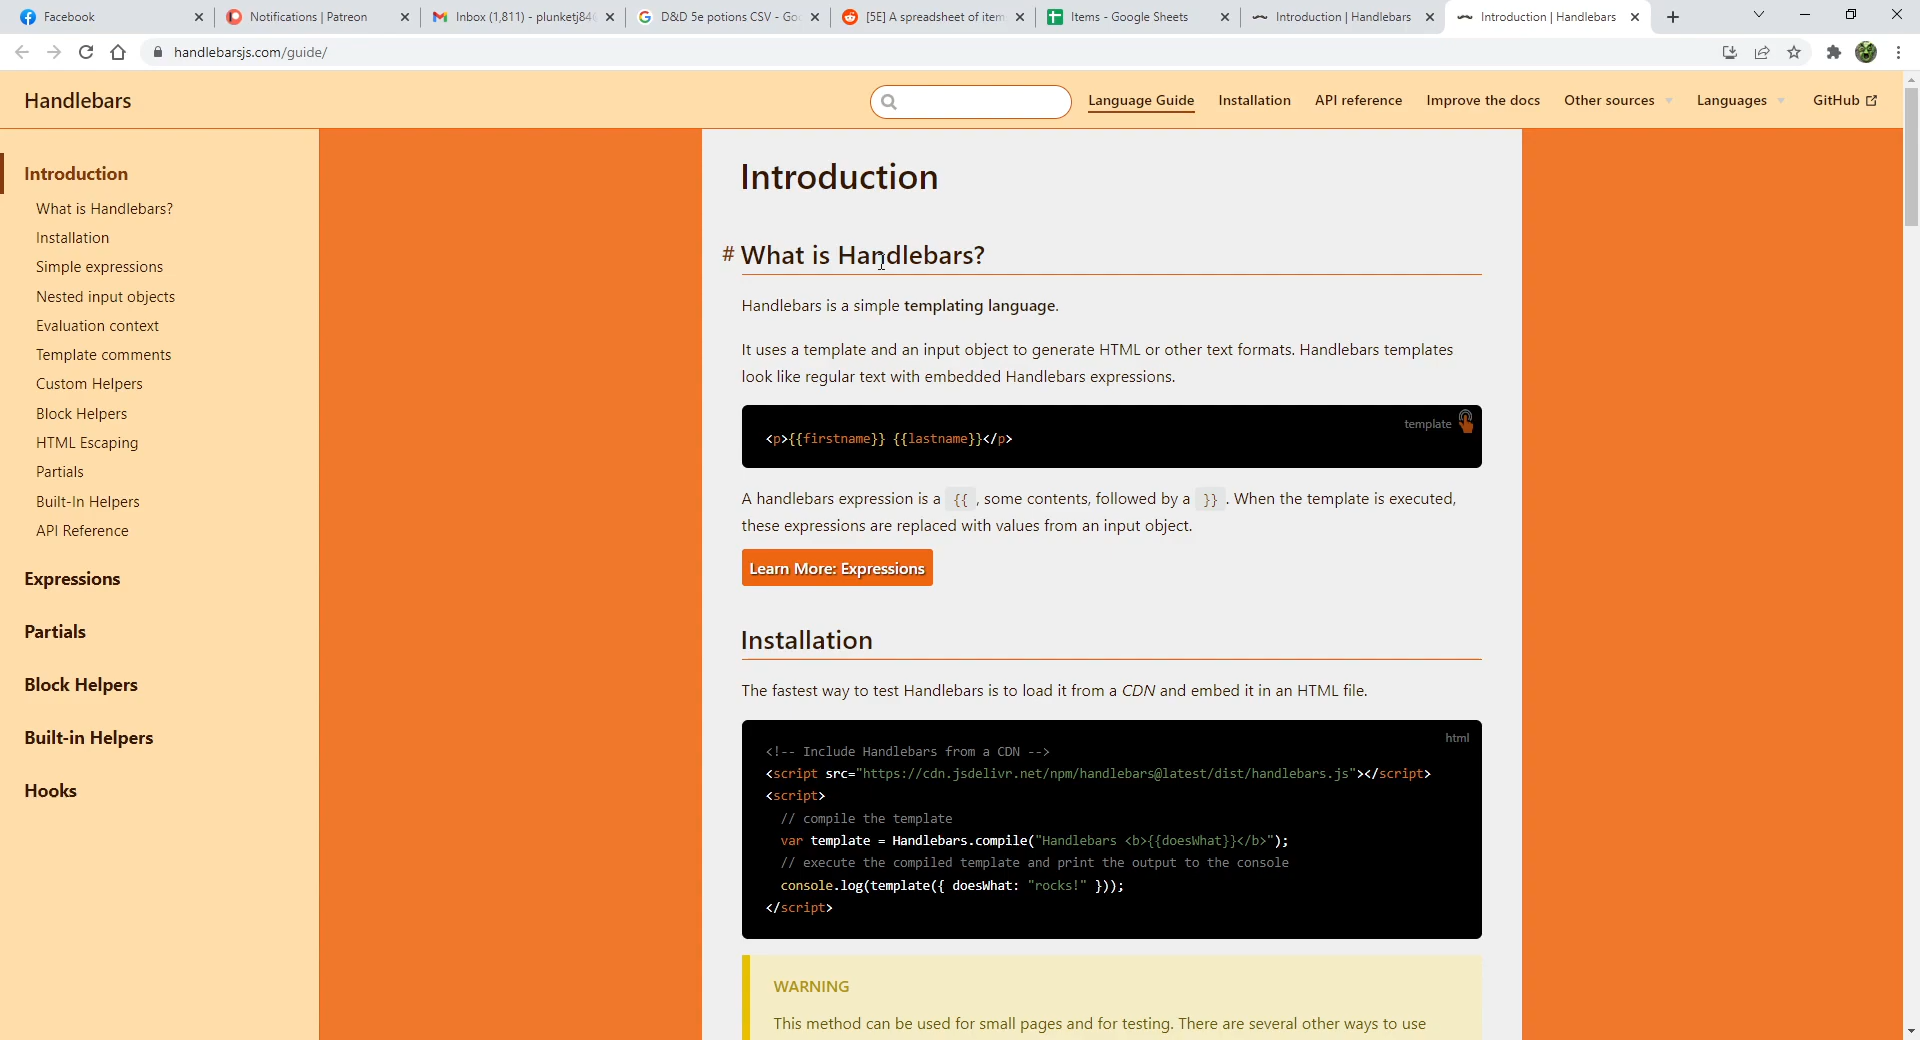 Facebook
Notifications | Patreon
Inbox (1,811) - plunketj84
D&D 5e potions CSV - Goo
[5E] A spreadsheet of item
Items - Google Sheets
Introduction | Handlebars
Introduction | Handlebars
handlebarsjs.com/guide/
Handlebars
Language Guide
Installation
API reference
Improve the docs
Other sources
Languages
GitHub
Introduction
What is Handlebars?
Installation
Simple expressions
Nested input objects
Evaluation context
Template comments
Custom Helpers
Block Helpers
HTML Escaping
Partials
Built-In Helpers
API Reference
Expressions
Partials
Block Helpers
Built-in Helpers
Hooks
Introduction
# What is Handlebars?
Handlebars is a simple templating language.
It uses a template and an input object to generate HTML or other text formats. Handlebars templates
look like regular text with embedded Handlebars expressions.
template
<p>{{firstname}} {{lastname}}</p>
A handlebars expression is a {{, some contents, followed by a }}. When the template is executed,
these expressions are replaced with values from an input object.
Learn More: Expressions
Installation
The fastest way to test Handlebars is to load it from a CDN and embed it in an HTML file.
html
<!-- Include Handlebars from a CDN -->
<script src="https://cdn.jsdelivr.net/npm/handlebars@latest/dist/handlebars.js"></script>
<script>
// compile the template
var template = Handlebars.compile("Handlebars <b>{{doesWhat}}</b>");
// execute the compiled template and print the output to the console
console.log(template({ doesWhat: "rocks!" }));
</script>
WARNING
This method can be used for small pages and for testing. There are several other ways to use